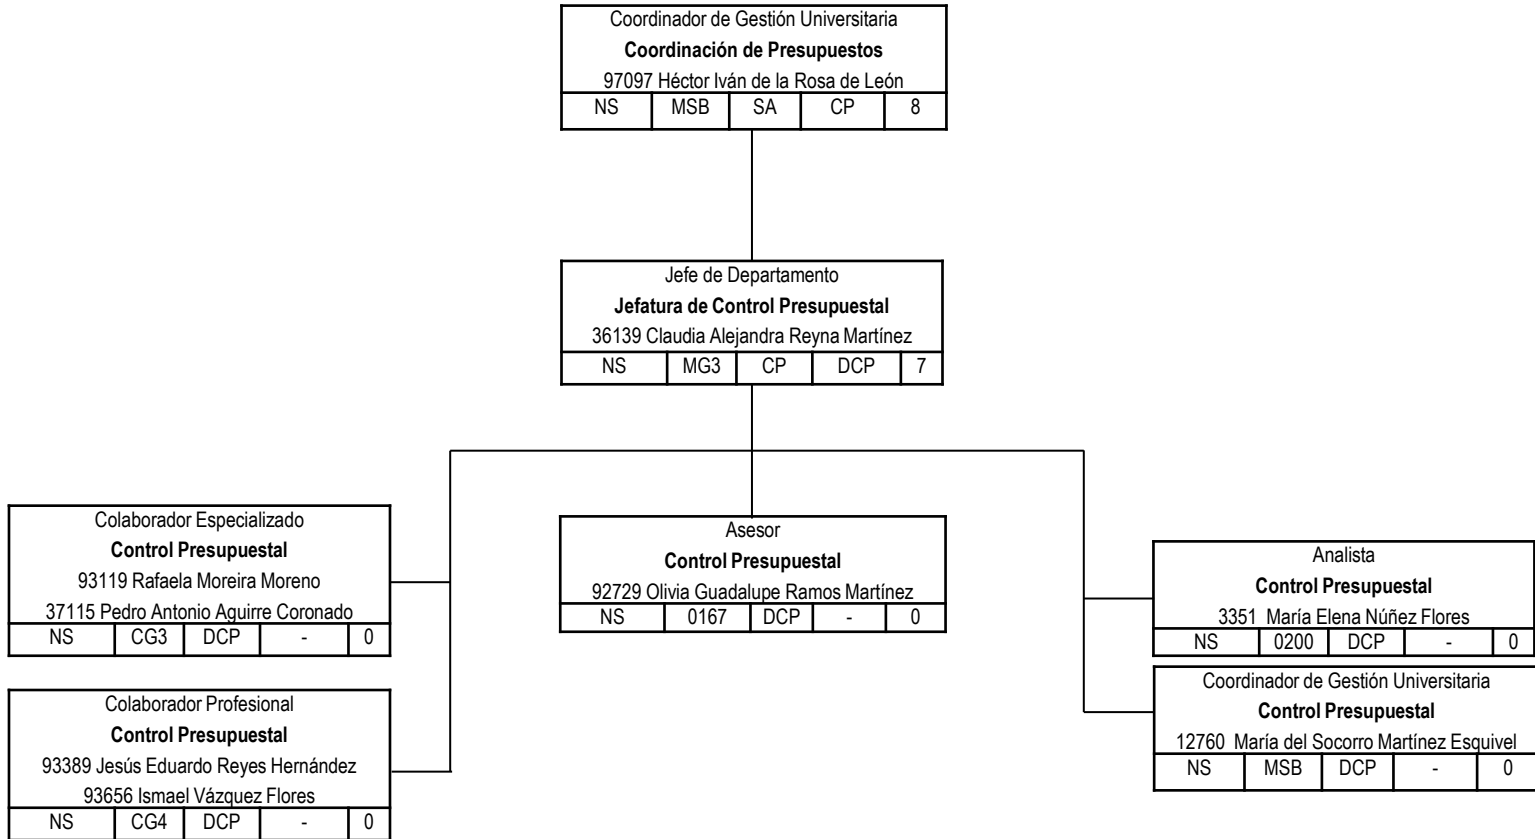 Coordinador de Gestión Universitaria
Coordinación de Presupuestos
97097 Héctor Iván de la Rosa de León
NS MSB SA CP 8
Jefe de Departamento
Jefatura de Control Presupuestal
36139 Claudia Alejandra Reyna Martínez
NS MG3 CP DCP 7
Colaborador Especializado
Control Presupuestal
93119 Rafaela Moreira Moreno
37115 Pedro Antonio Aguirre Coronado
NS CG3 DCP - 0
Colaborador Profesional
Control Presupuestal
93389 Jesús Eduardo Reyes Hernández
93656 Ismael Vázquez Flores
NS CG4 DCP - 0
Asesor
Control Presupuestal
92729 Olivia Guadalupe Ramos Martínez
NS 0167 DCP - 0
Analista
Control Presupuestal
3351 María Elena Núñez Flores
NS 0200 DCP - 0
Coordinador de Gestión Universitaria
Control Presupuestal
12760 María del Socorro Martínez Esquivel
NS MSB DCP - 0